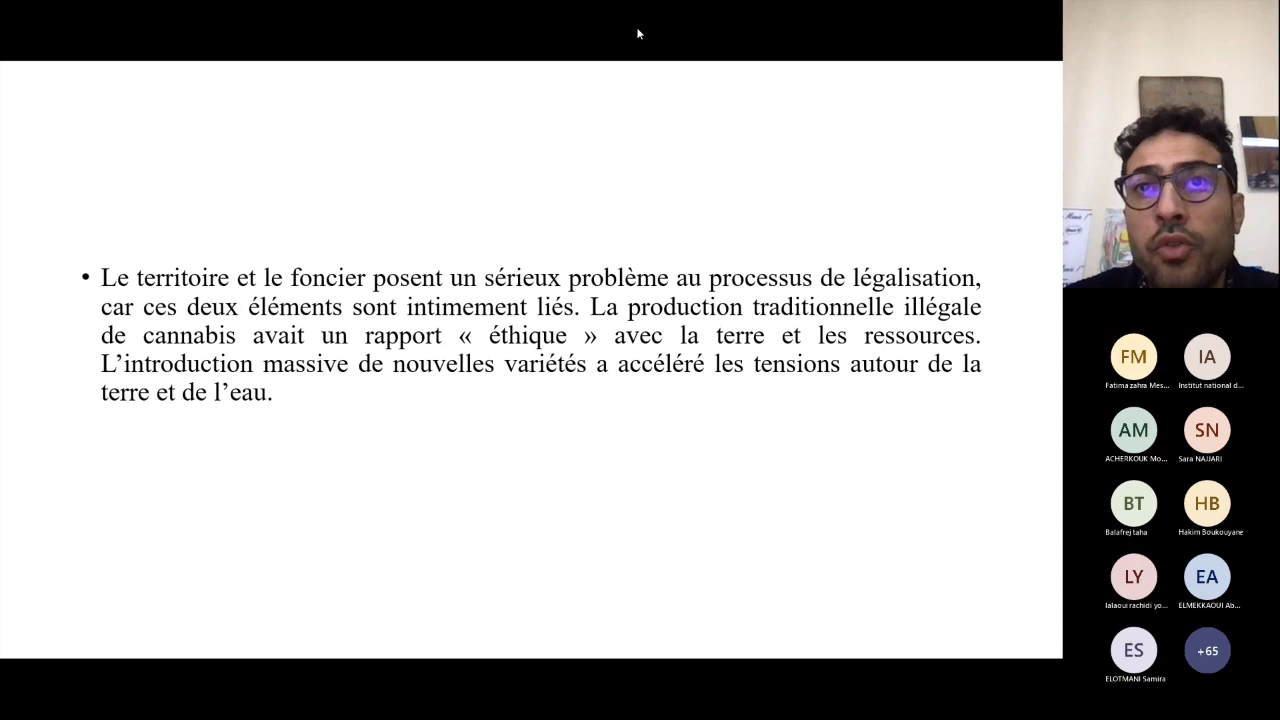 • Le territoire et le foncier posent un sérieux problème au processus de légalisation,
car ces deux éléments sont intimement liés. La production traditionnelle illégale
de cannabis avait un rapport « éthique » avec la terre et les ressources.
L’introduction massive de nouvelles variétés a accéléré les tensions autour de la
terre et de l’eau.
FM
Fatima zahra Mes...
IA
Institut national d...
AM
ACHERKOUK Mo...
SN
Sara NAJJARI
BT
Balafrej taha
HB
Hakim Boukouyane
LY
lalaoui rachidi yo...
EA
ELMEKKAOUI Ab...
ES
ELOTMANI Samira
+65